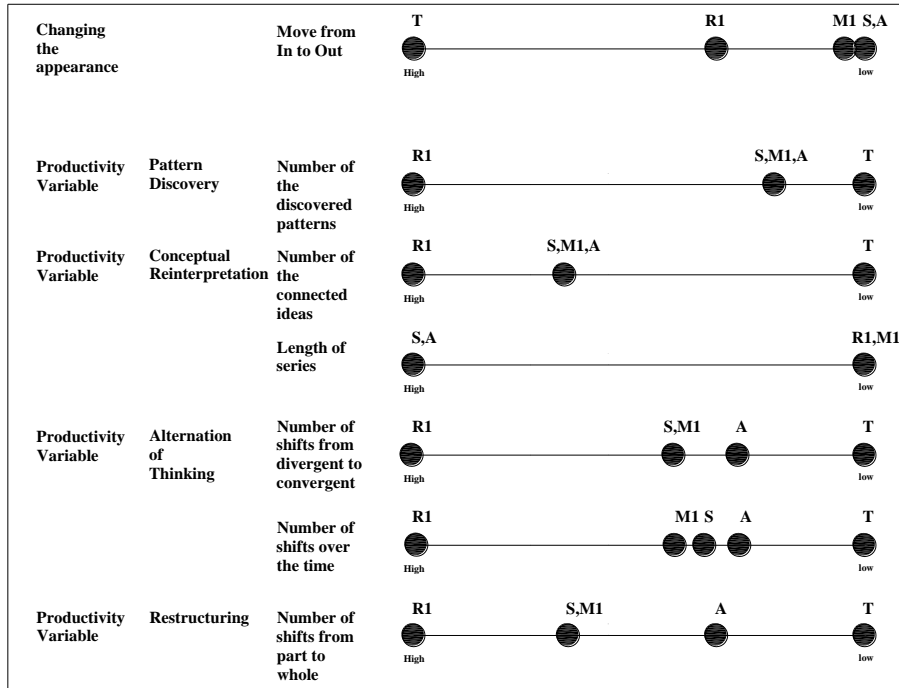 Changing
the
appearance
Move from
In to Out
T
R1
M1 S,A
High
low
Productivity
Variable
Pattern
Discovery
Number of
the
discovered
patterns
R1
S,M1,A
T
High
low
Productivity
Variable
Conceptual
Reinterpretation
Number of
the
connected
ideas
R1
S,M1,A
T
High
low
Length of
series
S,A
R1,M1
High
low
Productivity
Variable
Alternation
of
Thinking
Number of
shifts from
divergent to
convergent
R1
S,M1
A
T
High
low
Number of
shifts over
the time
R1
M1 S
A
T
High
low
Productivity
Variable
Restructuring
Number of
shifts from
part to
whole
R1
S,M1
A
T
High
low